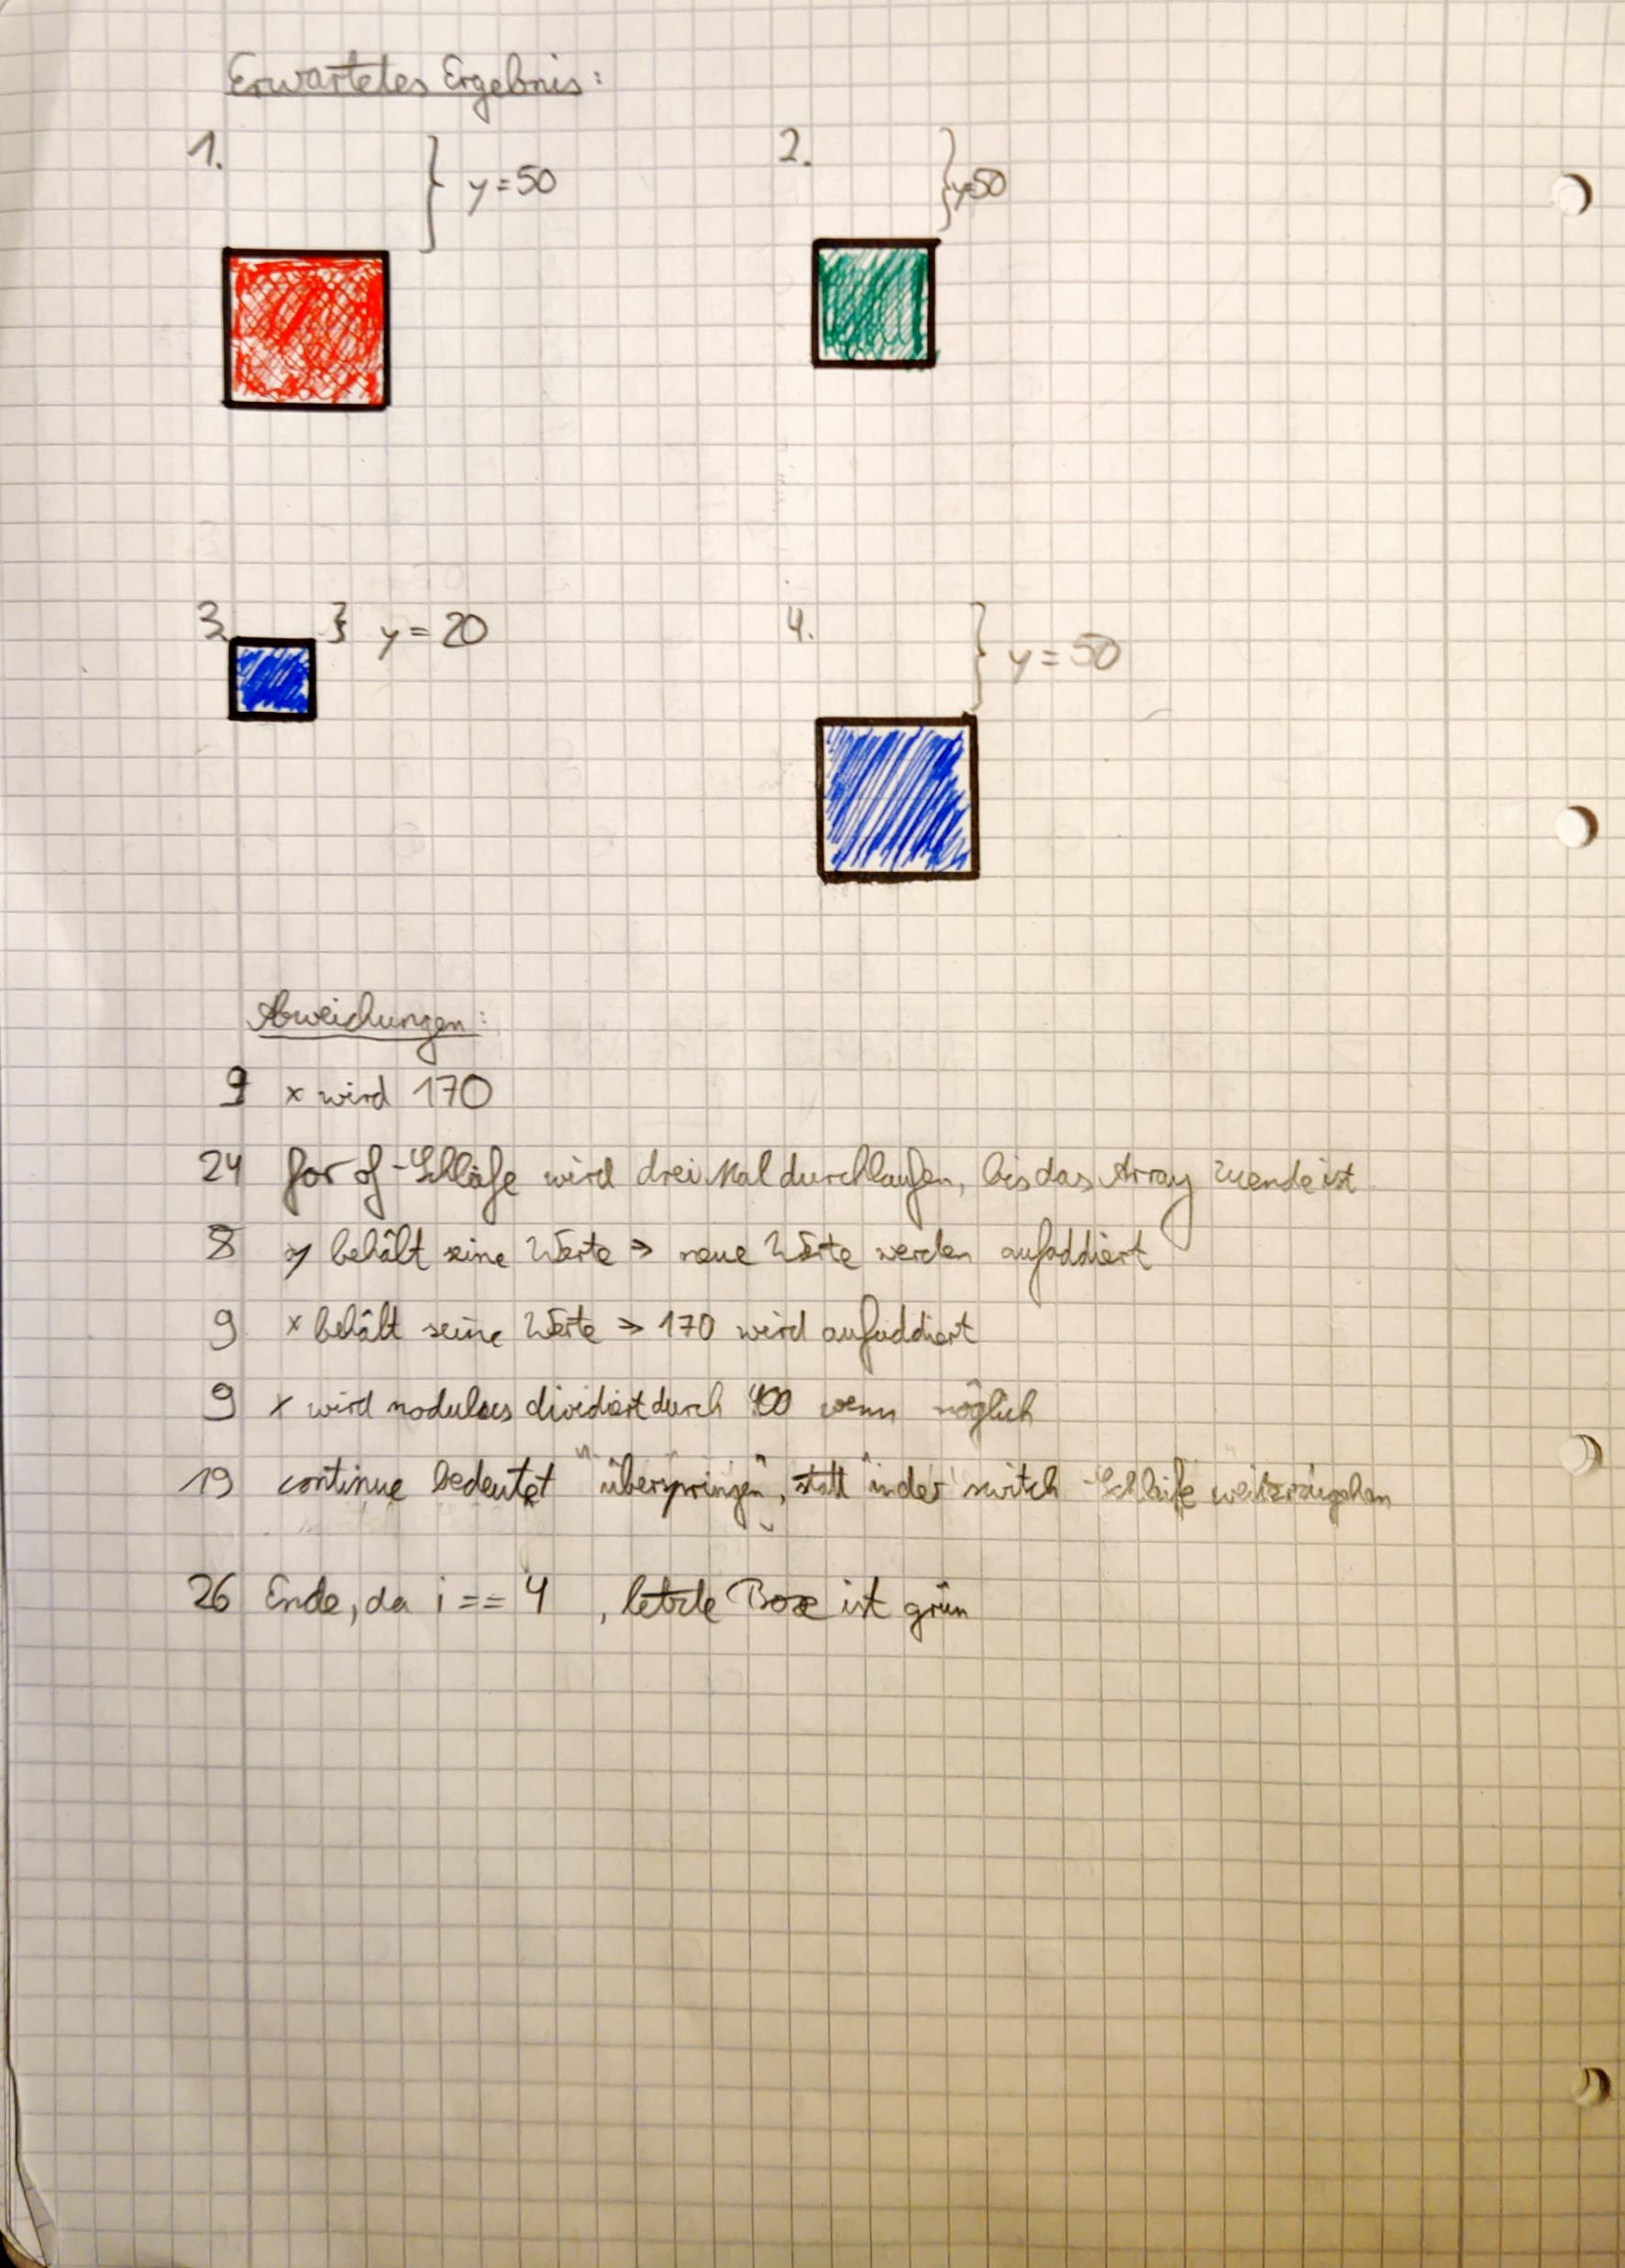 Erwartetes Ergebnis:
1. } y = 50
2. } y=50
3. } y = 20
4. } y = 50
Abweichungen:
9 x wird 170
24 for of -Schleife wird drei Mal durchlaufen, bis das Array zuende ist
8 y behält seine Werte => neue Werte werden aufaddiert
9 x behält seine Werte => 170 wird aufaddiert
9 x wird modulus dividiert durch 400 wenn möglich
19 continue bedeutet "überspringen", statt in der switch -Schleife weiterzugehen
26 Ende, da i == 4 , letzte Box ist grün